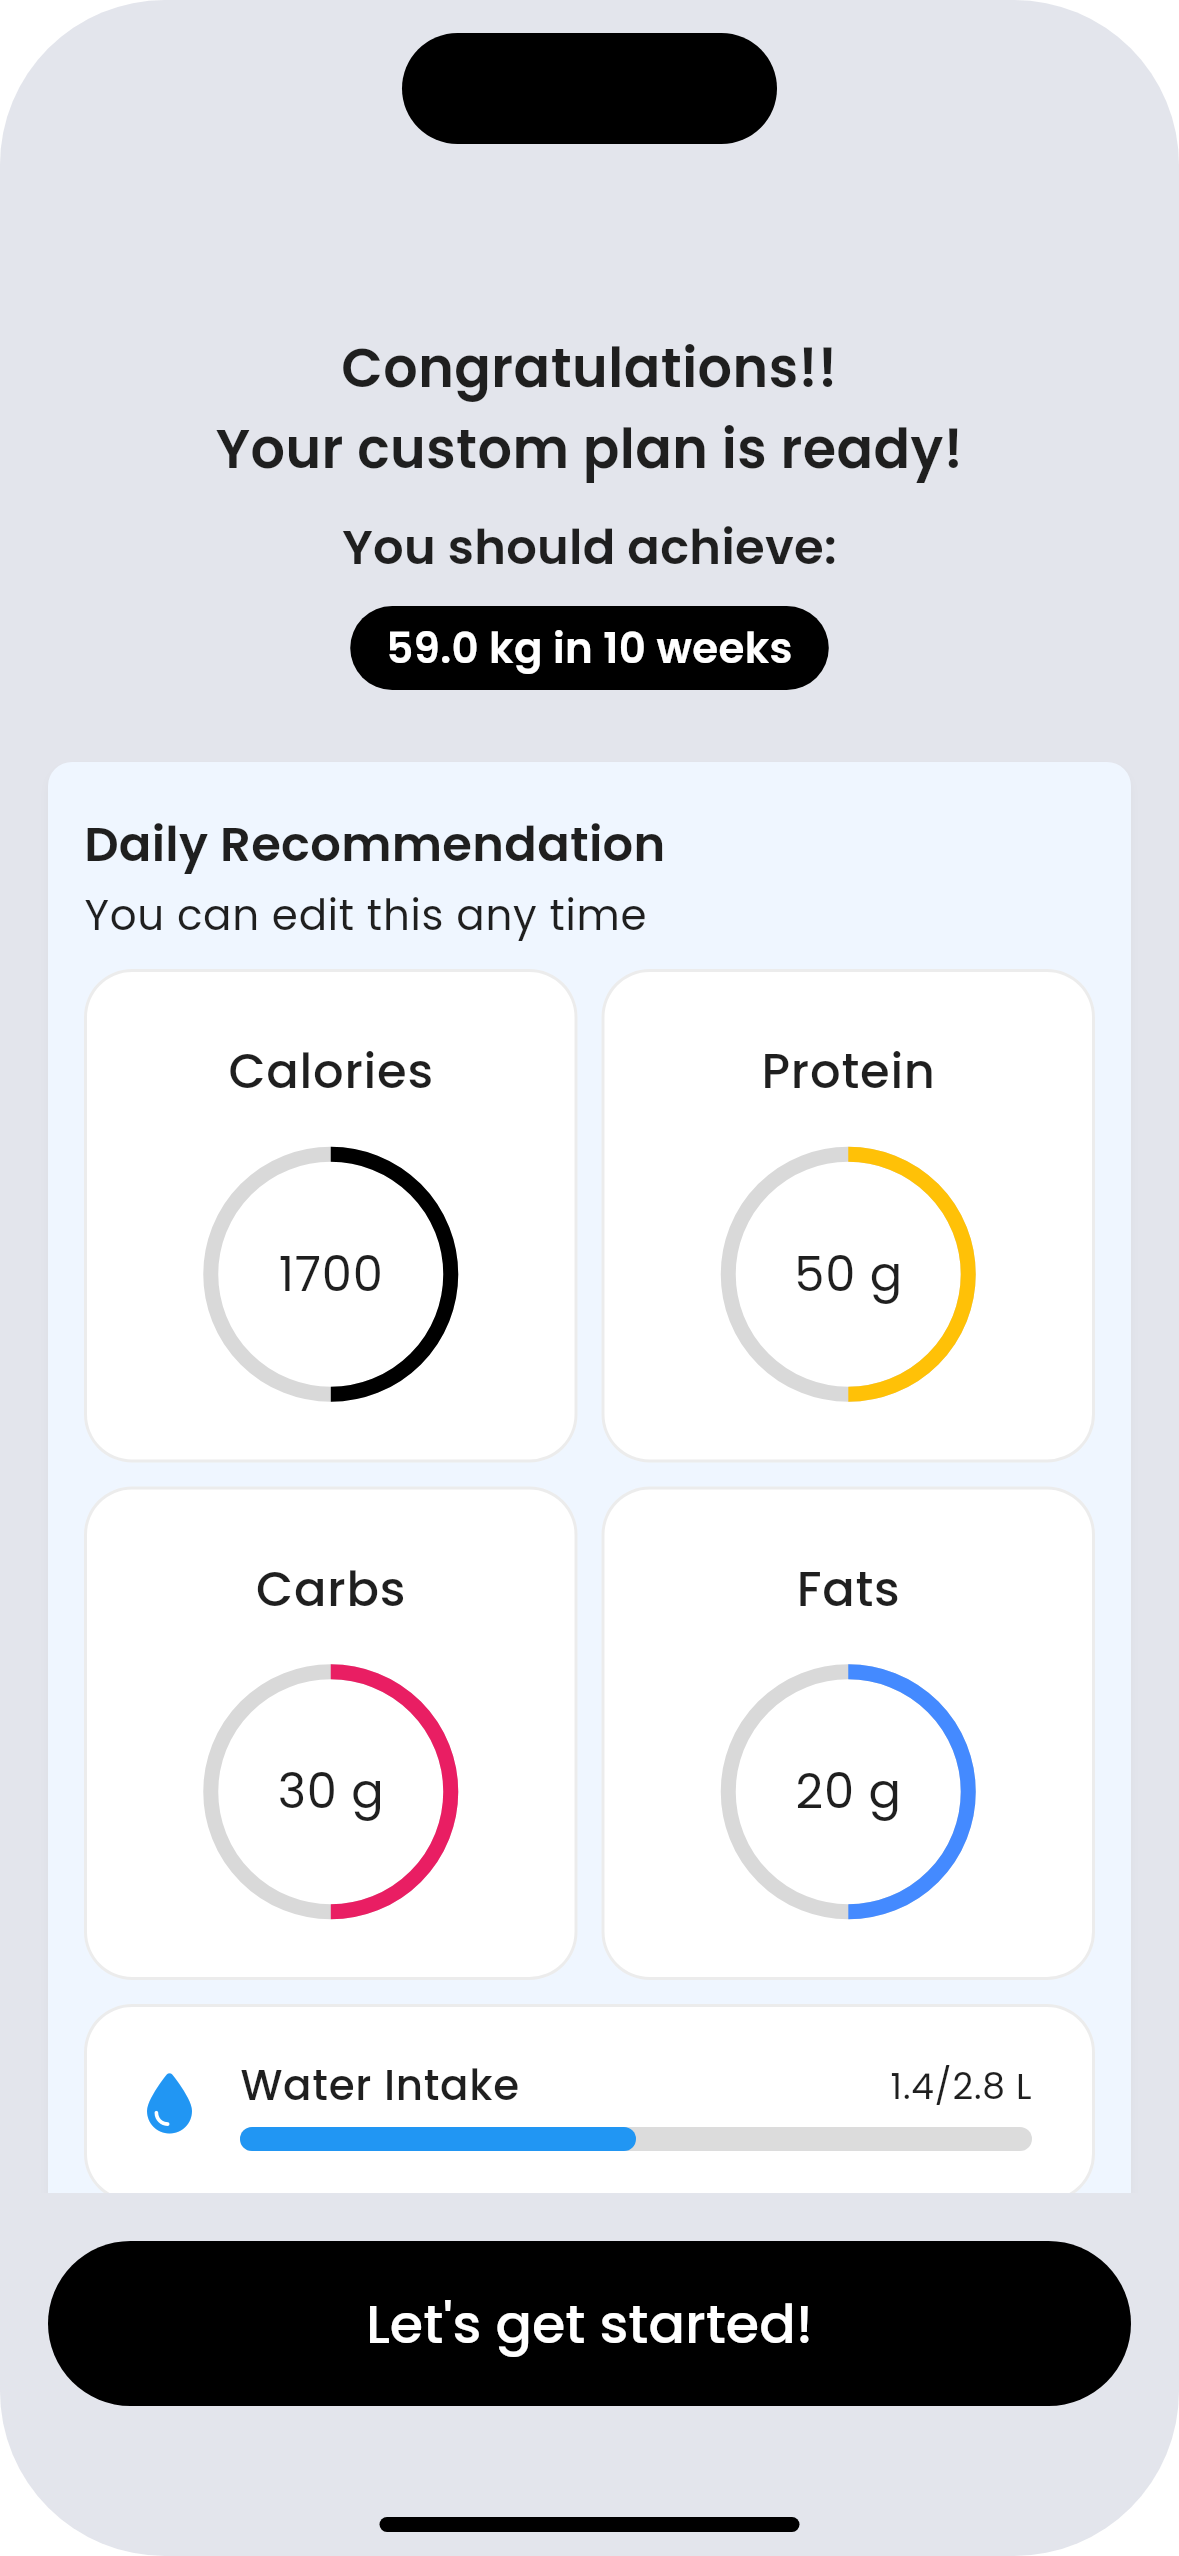 Congratulations!!
Your custom plan is ready!
You should achieve:
59.0 kg in 10 weeks
Daily Recommendation
You can edit this any time
Calories
Protein
1700
50 g
Carbs
Fats
30 g
20 g
Water Intake
1.4/2.8 L
Let's get started!